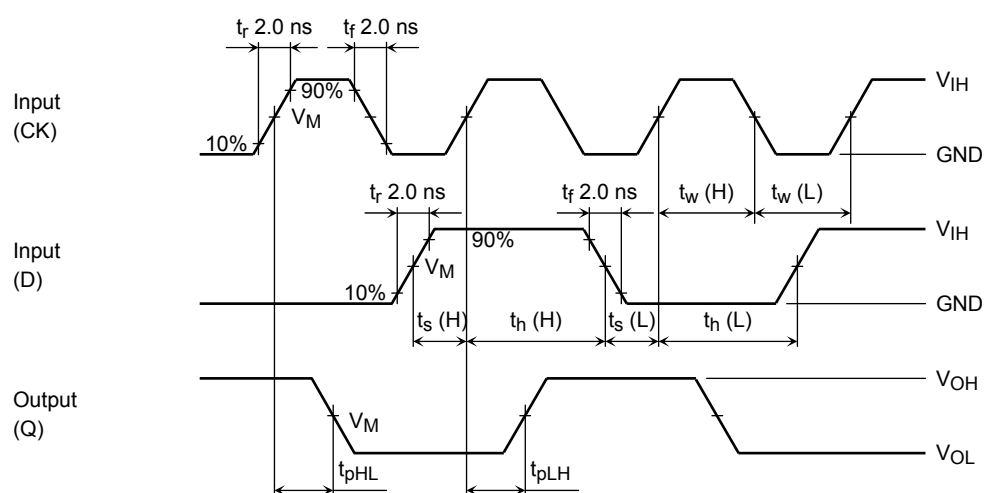 tr 2.0 ns
tf 2.0 ns
Input
(CK)
90%
VM
10%
VIH
GND
tr 2.0 ns
tf 2.0 ns
tw (H)
tw (L)
Input
(D)
90%
VM
10%
VIH
GND
ts (H)
th (H)
ts (L)
th (L)
Output
(Q)
VM
VOH
VOL
tpHL
tpLH